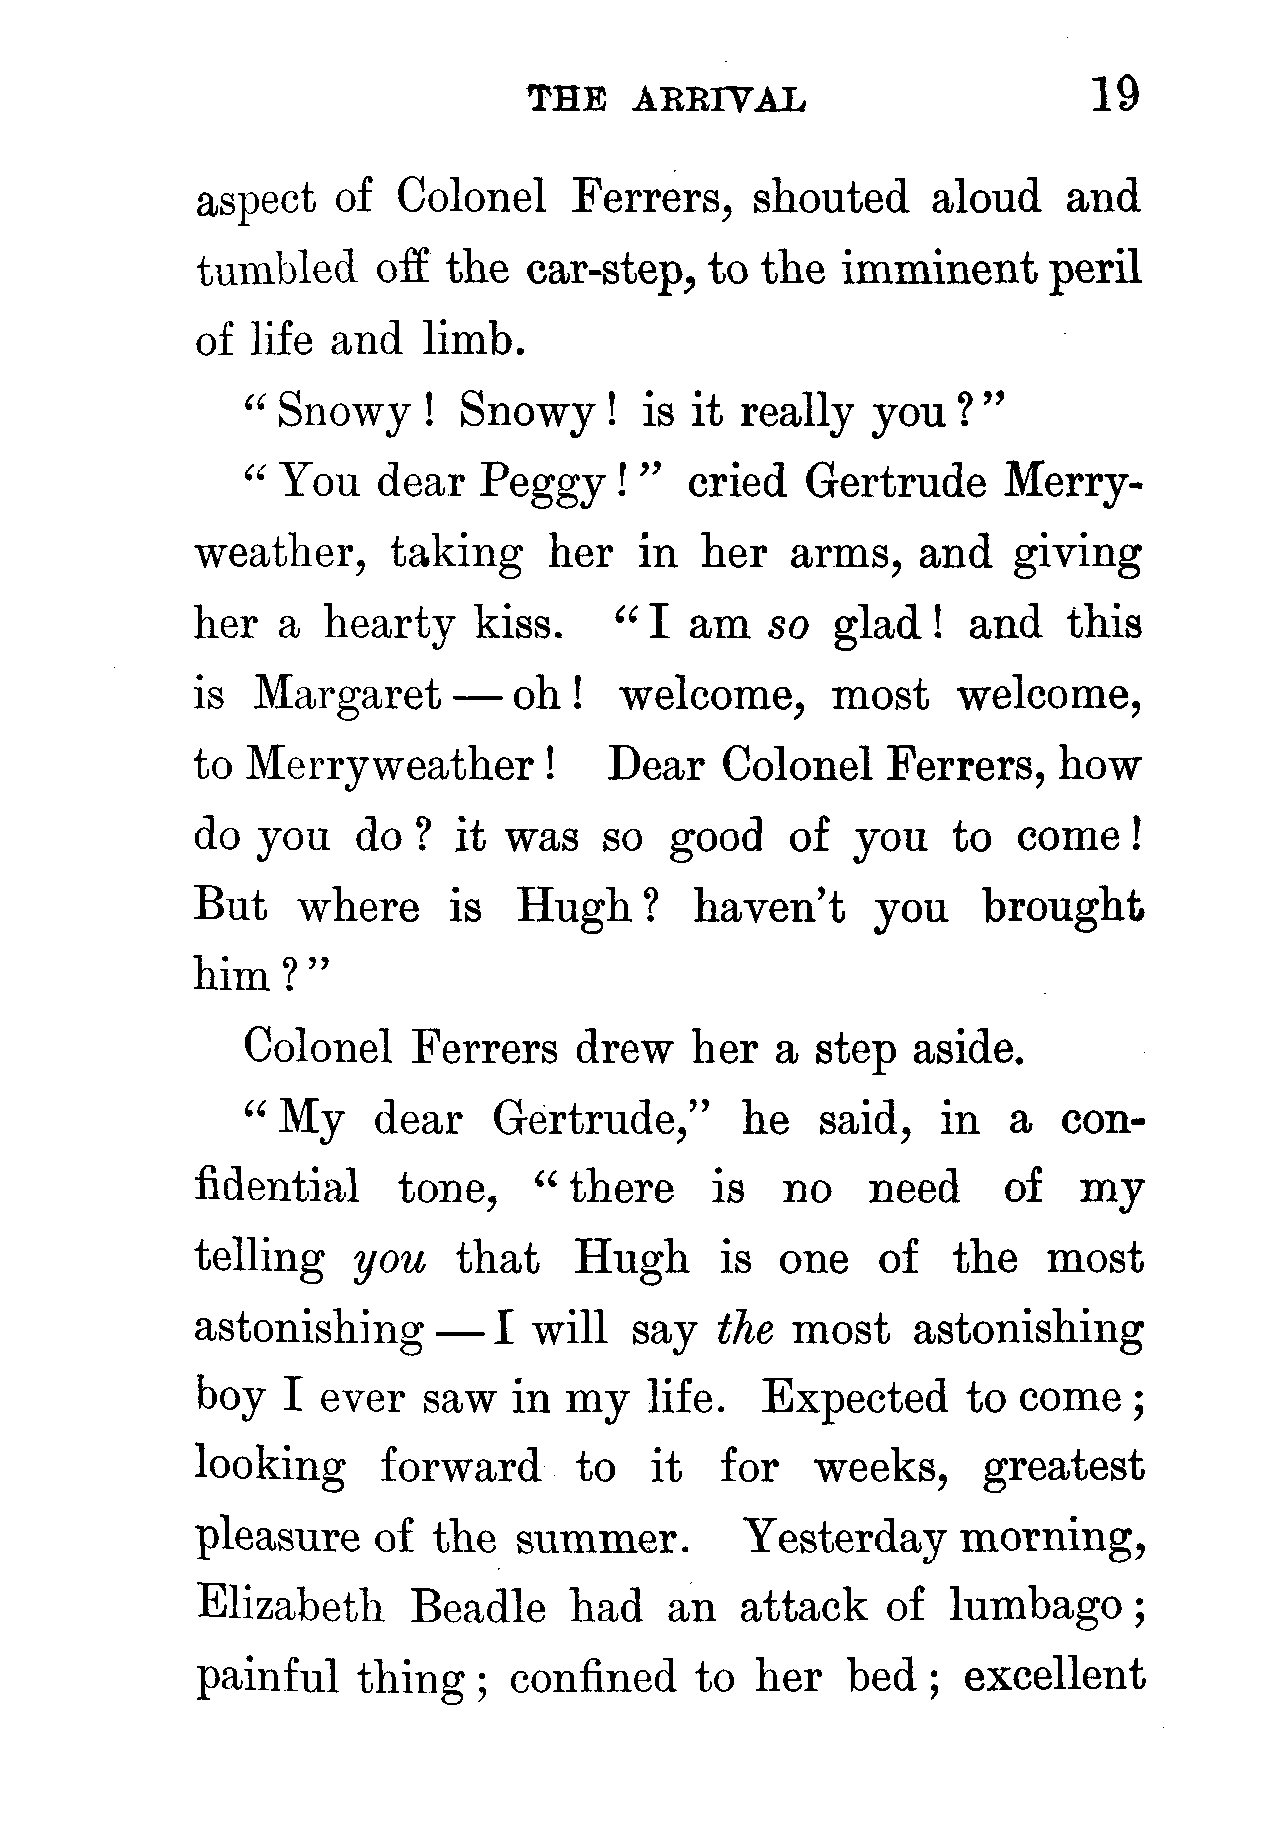 THE ARRIVAL 19
aspect of Colonel Ferrers, shouted aloud and
tumbled off the car-step, to the imminent peril
of life and limb.
“Snowy! Snowy! is it really you?”
“You dear Peggy!” cried Gertrude Merry-
weather, taking her in her arms, and giving
her a hearty kiss. “I am so glad! and this
is Margaret — oh! welcome, most welcome,
to Merryweather! Dear Colonel Ferrers, how
do you do? it was so good of you to come!
But where is Hugh? haven't you brought
him?”
Colonel Ferrers drew her a step aside.
“My dear Gertrude,” he said, in a con-
fidential tone, “there is no need of my
telling you that Hugh is one of the most
astonishing — I will say the most astonishing
boy I ever saw in my life. Expected to come;
looking forward to it for weeks, greatest
pleasure of the summer. Yesterday morning,
Elizabeth Beadle had an attack of lumbago;
painful thing; confined to her bed; excellent